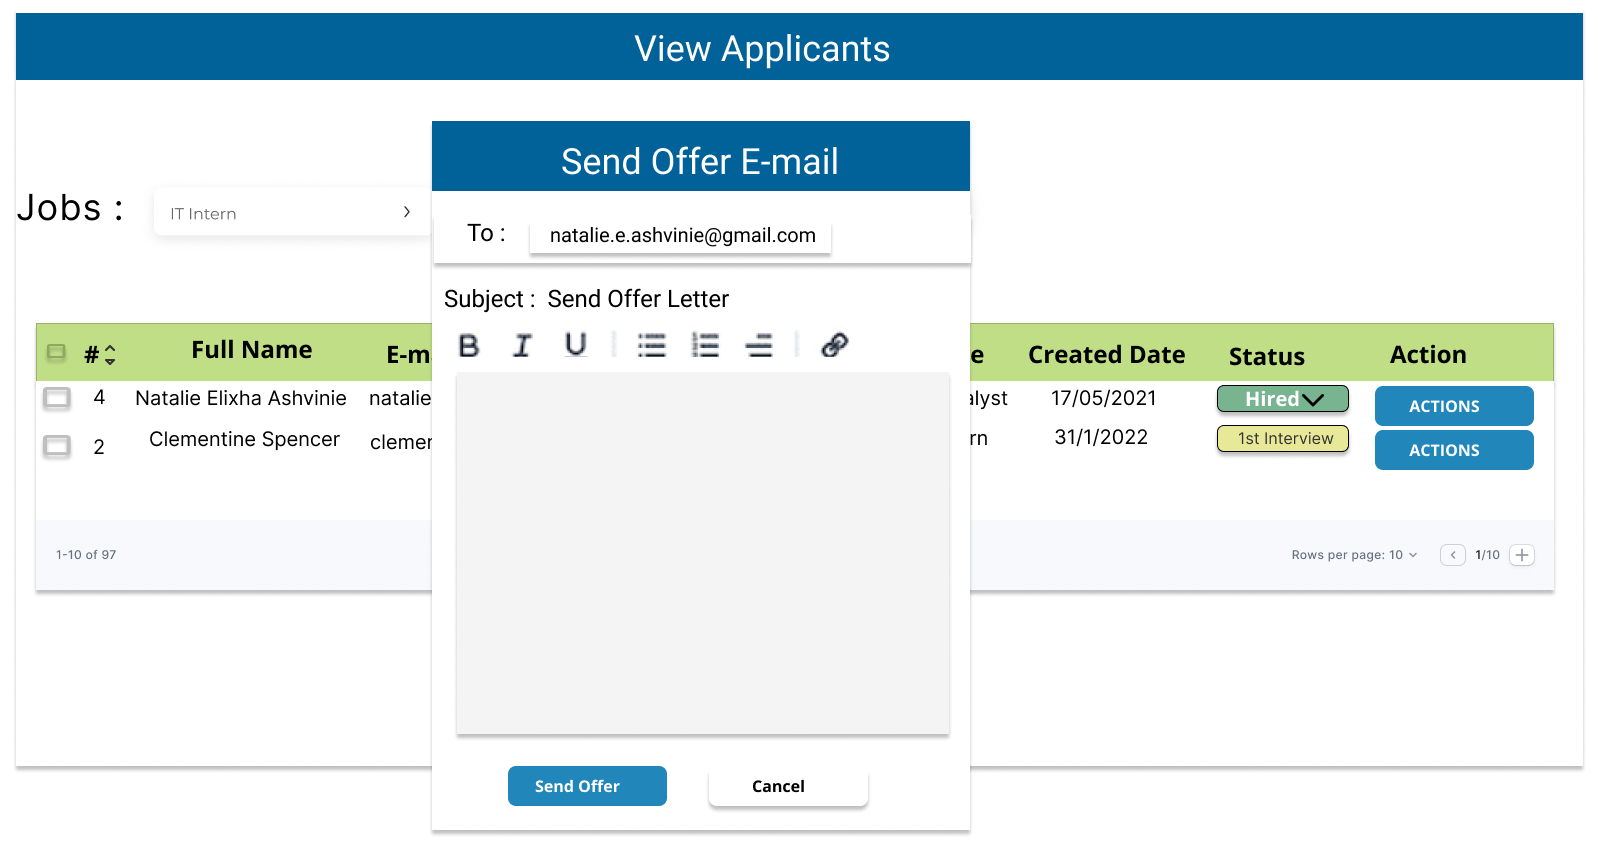 View Applicants
Send Offer E-mail
Jobs :
IT Intern
To :
natalie.e.ashvinie@gmail.com
Subject : Send Offer Letter
B I U
# Full Name E-m e Created Date Status Action
4 Natalie Elixha Ashvinie natalie alyst 17/05/2021 Hired ACTIONS
2 Clementine Spencer clemen rn 31/1/2022 1st Interview ACTIONS
1-10 of 97 Rows per page: 10 1/10
Send Offer Cancel